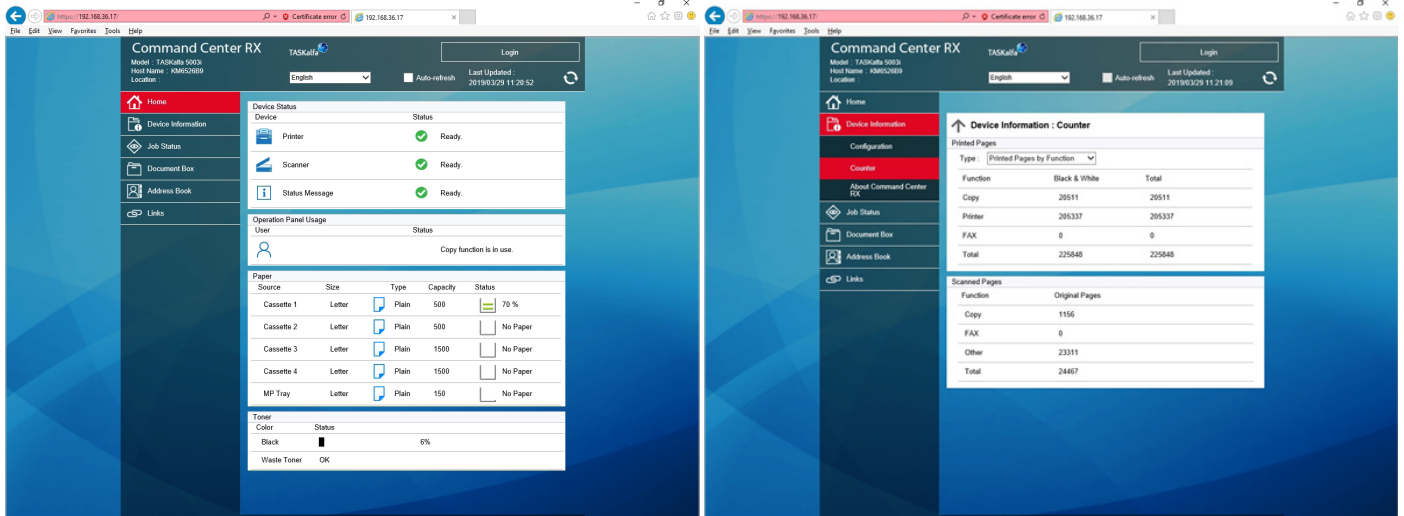 https://192.168.36.17/
Certificate error
192.168.36.17
File Edit View Favorites Tools Help
Command Center RX
Model : TASKalfa 5003i
Host Name : KM6526B9
Location :
TASKalfa
English
Login
Auto-refresh
Last Updated :
2019/03/29 11:20:52
Home
Device Information
Job Status
Document Box
Address Book
Links
Device Status
Device Status
Printer Ready.
Scanner Ready.
Status Message Ready.
Operation Panel Usage
User Status
Copy function is in use.
Paper
Source Size Type Capacity Status
Cassette 1 Letter Plain 500 70 %
Cassette 2 Letter Plain 500 No Paper
Cassette 3 Letter Plain 1500 No Paper
Cassette 4 Letter Plain 1500 No Paper
MP Tray Letter Plain 150 No Paper
Toner
Color Status
Black 6%
Waste Toner OK
https://192.168.36.17/
Certificate error
192.168.36.17
File Edit View Favorites Tools Help
Command Center RX
Model : TASKalfa 5003i
Host Name : KM6526B9
Location :
TASKalfa
English
Login
Auto-refresh
Last Updated :
2019/03/29 11:21:09
Home
Device Information
Configuration
Counter
About Command Center
RX
Job Status
Document Box
Address Book
Links
Device Information : Counter
Printed Pages
Type : Printed Pages by Function
Function Black & White Total
Copy 20511 20511
Printer 205337 205337
FAX 0 0
Total 225848 225848
Scanned Pages
Function Original Pages
Copy 1156
FAX 0
Other 23311
Total 24467